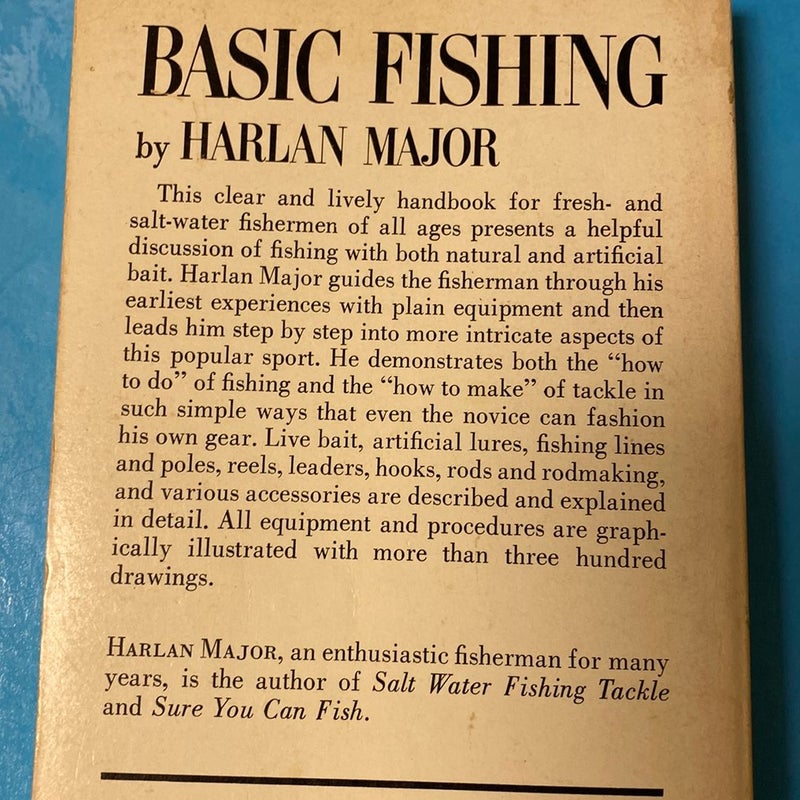 BASIC FISHING
by HARLAN MAJOR
This clear and lively handbook for fresh- and
salt-water fishermen of all ages presents a helpful
discussion of fishing with both natural and artificial
bait. Harlan Major guides the fisherman through his
earliest experiences with plain equipment and then
leads him step by step into more intricate aspects of
this popular sport. He demonstrates both the “how
to do” of fishing and the “how to make” of tackle in
such simple ways that even the novice can fashion
his own gear. Live bait, artificial lures, fishing lines
and poles, reels, leaders, hooks, rods and rodmaking,
and various accessories are described and explained
in detail. All equipment and procedures are graph-
ically illustrated with more than three hundred
drawings.
HARLAN MAJOR, an enthusiastic fisherman for many
years, is the author of Salt Water Fishing Tackle
and Sure You Can Fish.